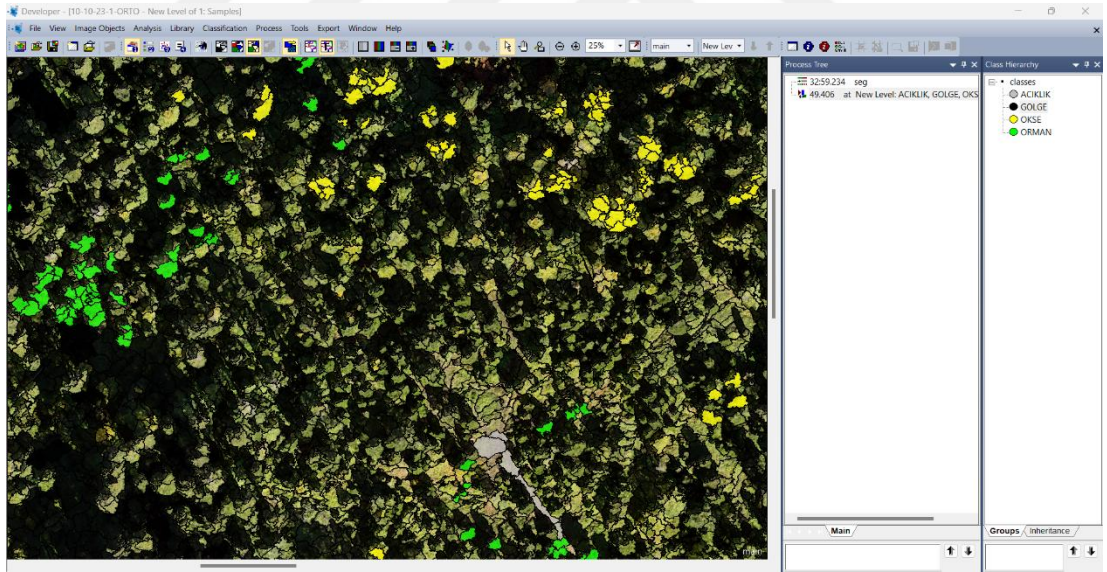 Developer - [10-10-23-1-ORTO - New Level of 1: Samples]
File View Image Objects Analysis Library Classification Process Tools Export Window Help
25% main New Lev
Process Tree
Class Hierarchy
32:59.234 seg
49.406 at New Level: ACIKLIK, GOLGE, OKS
classes
ACIKLIK
GOLGE
OKSE
ORMAN
main
Main
Groups Inheritance